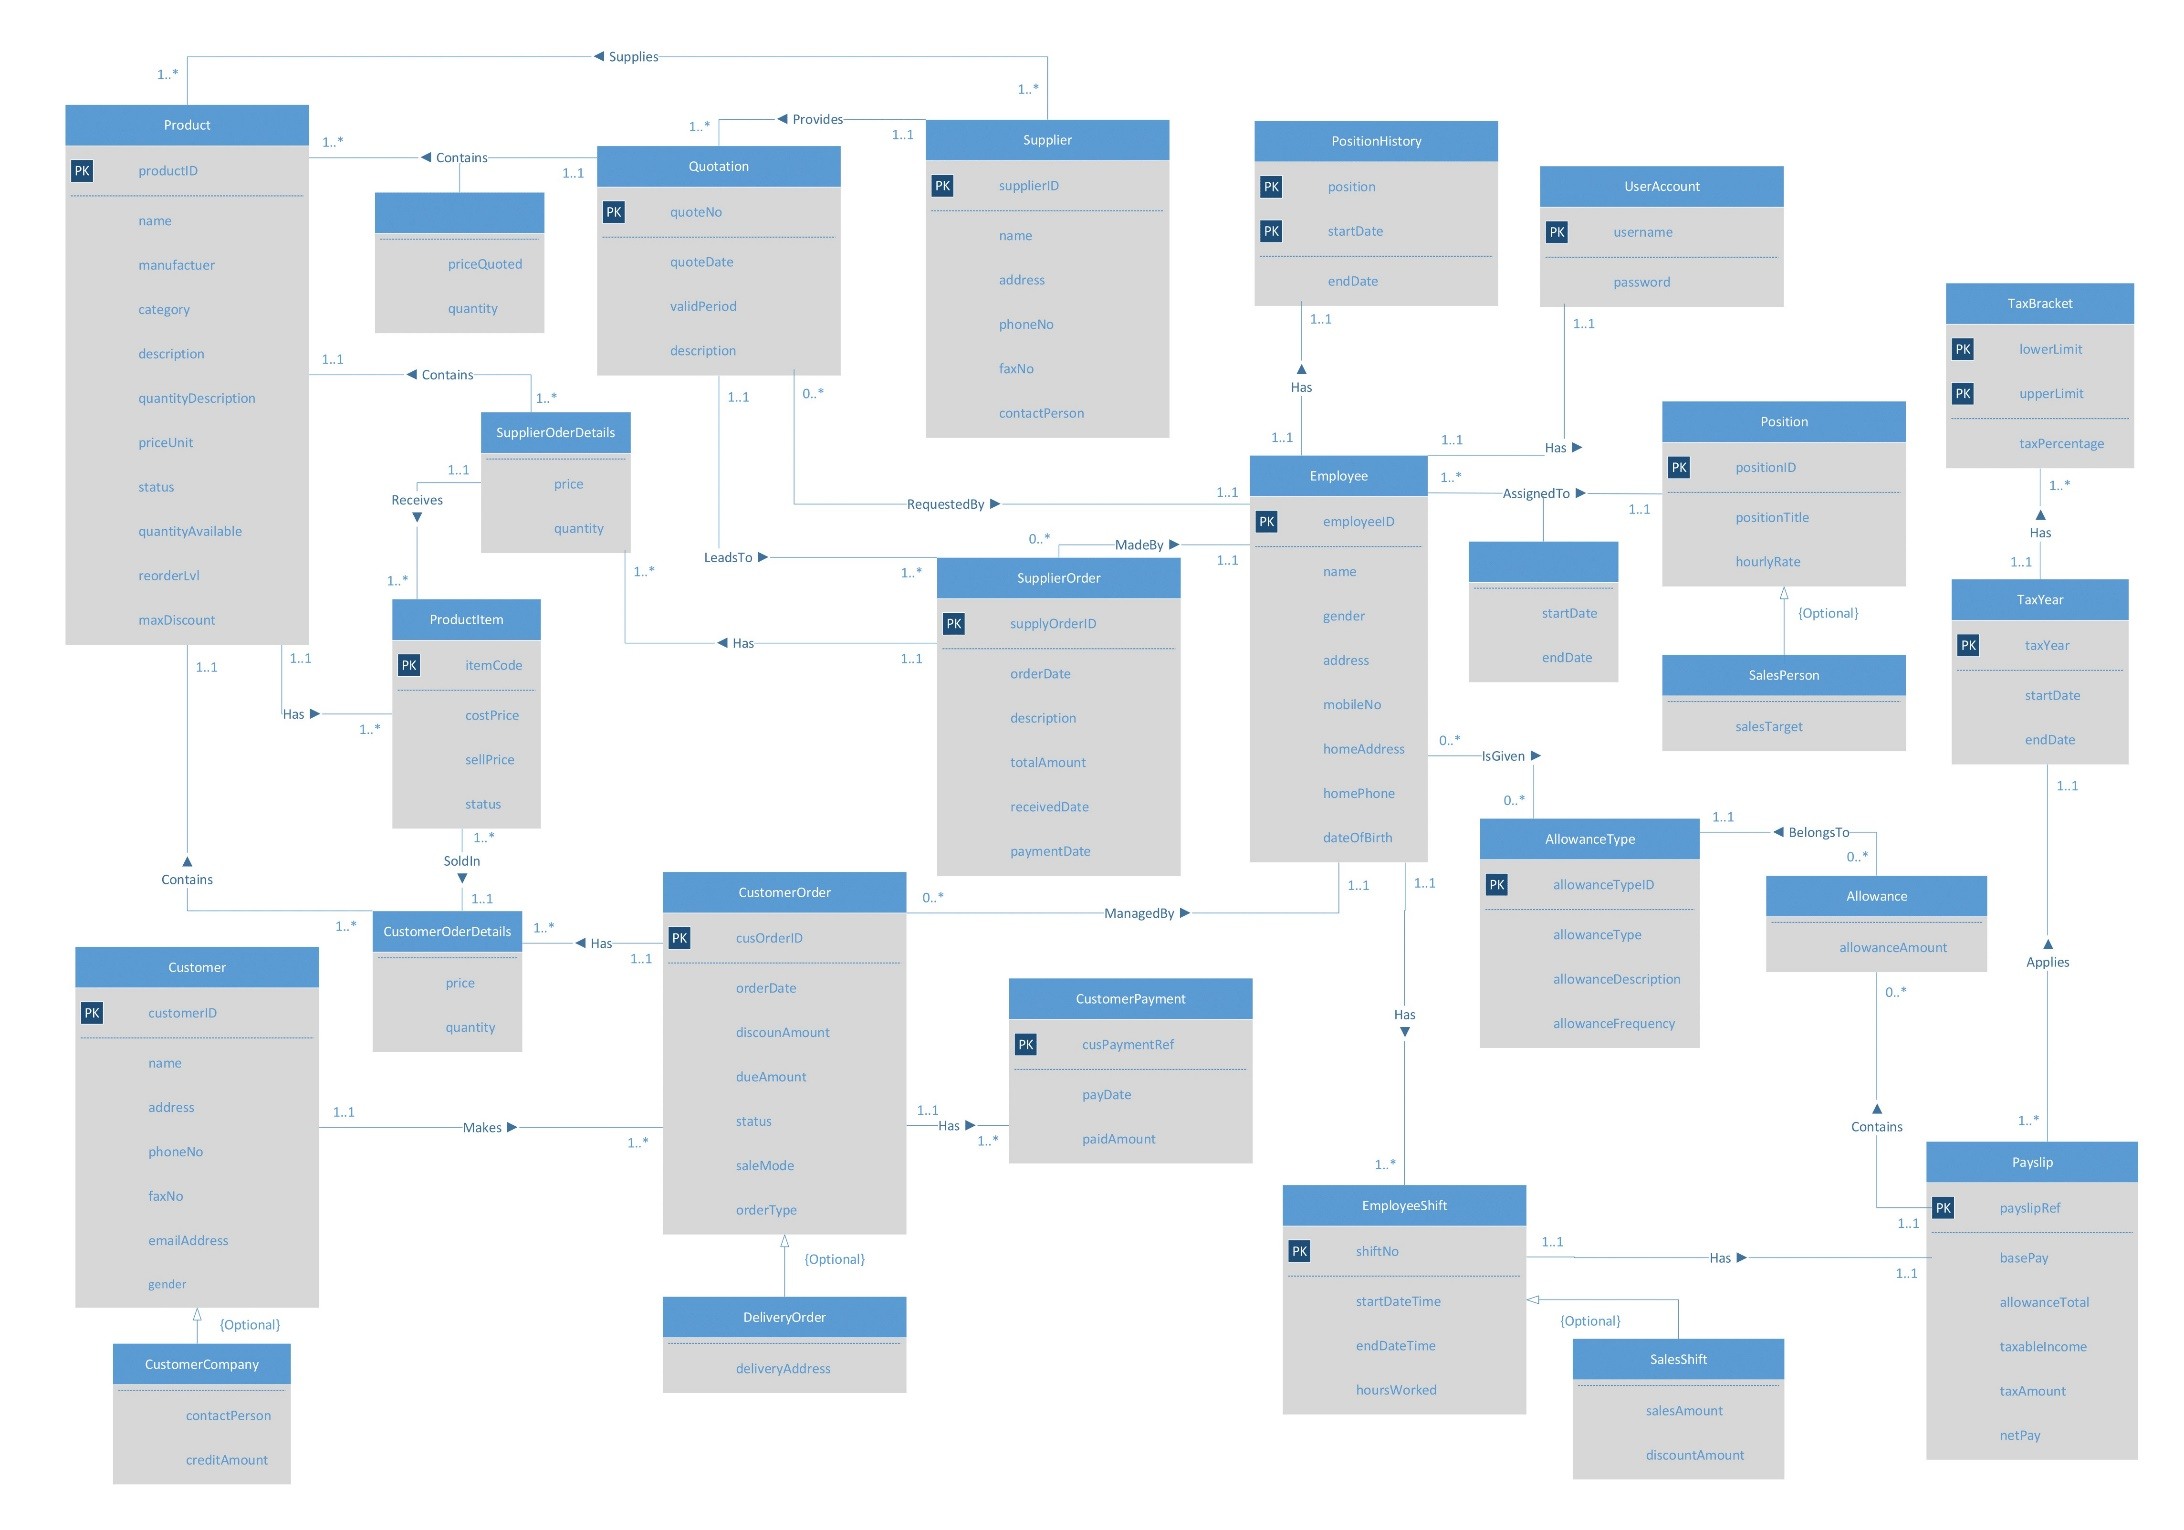 ◄ Supplies
1..*
1..*
Product
PK productID
name
manufactuer
category
description
quantityDescription
priceUnit
status
quantityAvailable
reorderLvl
maxDiscount
1..*
◄ Contains
1..1
priceQuoted
quantity
1..*
◄ Provides
1..1
Quotation
PK quoteNo
quoteDate
validPeriod
description
Supplier
PK supplierID
name
address
phoneNo
faxNo
contactPerson
PositionHistory
PK position
PK startDate
endDate
1..1
▲
Has
1..1
UserAccount
PK username
password
1..1
1..1
Has ►
TaxBracket
PK lowerLimit
PK upperLimit
taxPercentage
1..*
▲
Has
1..1
TaxYear
PK taxYear
startDate
endDate
1..1
▲
Applies
1..*
1..1
◄ Contains
1..*
SupplierOderDetails
price
quantity
1..1
Receives
▼
1..*
1..*
◄ Has
1..1
1..1
LeadsTo ►
1..*
0..*
RequestedBy ►
1..1
0..*
MadeBy ►
1..1
SupplierOrder
PK supplyOrderID
orderDate
description
totalAmount
receivedDate
paymentDate
Employee
PK employeeID
name
gender
address
mobileNo
homeAddress
homePhone
dateOfBirth
1..*
AssignedTo ►
1..1
startDate
endDate
Position
PK positionID
positionTitle
hourlyRate
{Optional}
SalesPerson
salesTarget
ProductItem
PK itemCode
costPrice
sellPrice
status
1..1
1..1
Has ►
1..*
1..*
SoldIn
▼
1..1
▲
Contains
1..*
CustomerOderDetails
price
quantity
1..*
◄ Has
1..1
CustomerOrder
PK cusOrderID
orderDate
discounAmount
dueAmount
status
saleMode
orderType
0..*
ManagedBy ►
1..1
1..1
Has
▼
1..*
0..*
IsGiven ►
0..*
AllowanceType
PK allowanceTypeID
allowanceType
allowanceDescription
allowanceFrequency
1..1
◄ BelongsTo
0..*
Allowance
allowanceAmount
0..*
▲
Contains
1..1
Customer
PK customerID
name
address
phoneNo
faxNo
emailAddress
gender
1..1
Makes ►
1..*
{Optional}
CustomerCompany
contactPerson
creditAmount
{Optional}
DeliveryOrder
deliveryAddress
1..1
Has ►
1..*
CustomerPayment
PK cusPaymentRef
payDate
paidAmount
EmployeeShift
PK shiftNo
startDateTime
endDateTime
hoursWorked
1..1
Has ►
1..1
{Optional}
SalesShift
salesAmount
discountAmount
Payslip
PK payslipRef
basePay
allowanceTotal
taxableIncome
taxAmount
netPay